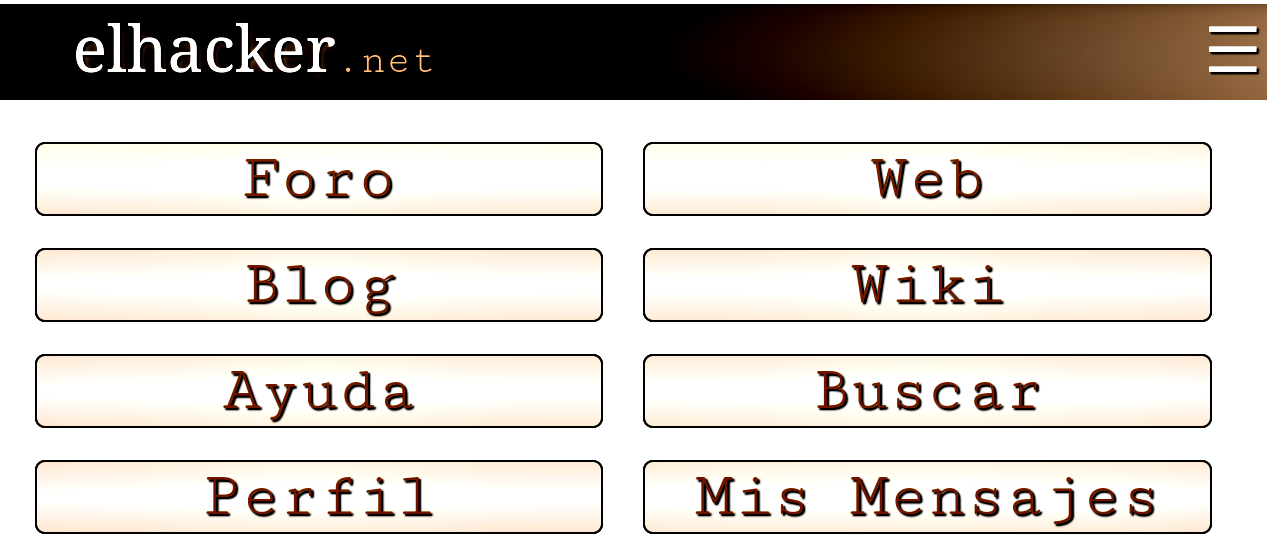 elhacker.net
Foro
Web
Blog
Wiki
Ayuda
Buscar
Perfil
Mis Mensajes